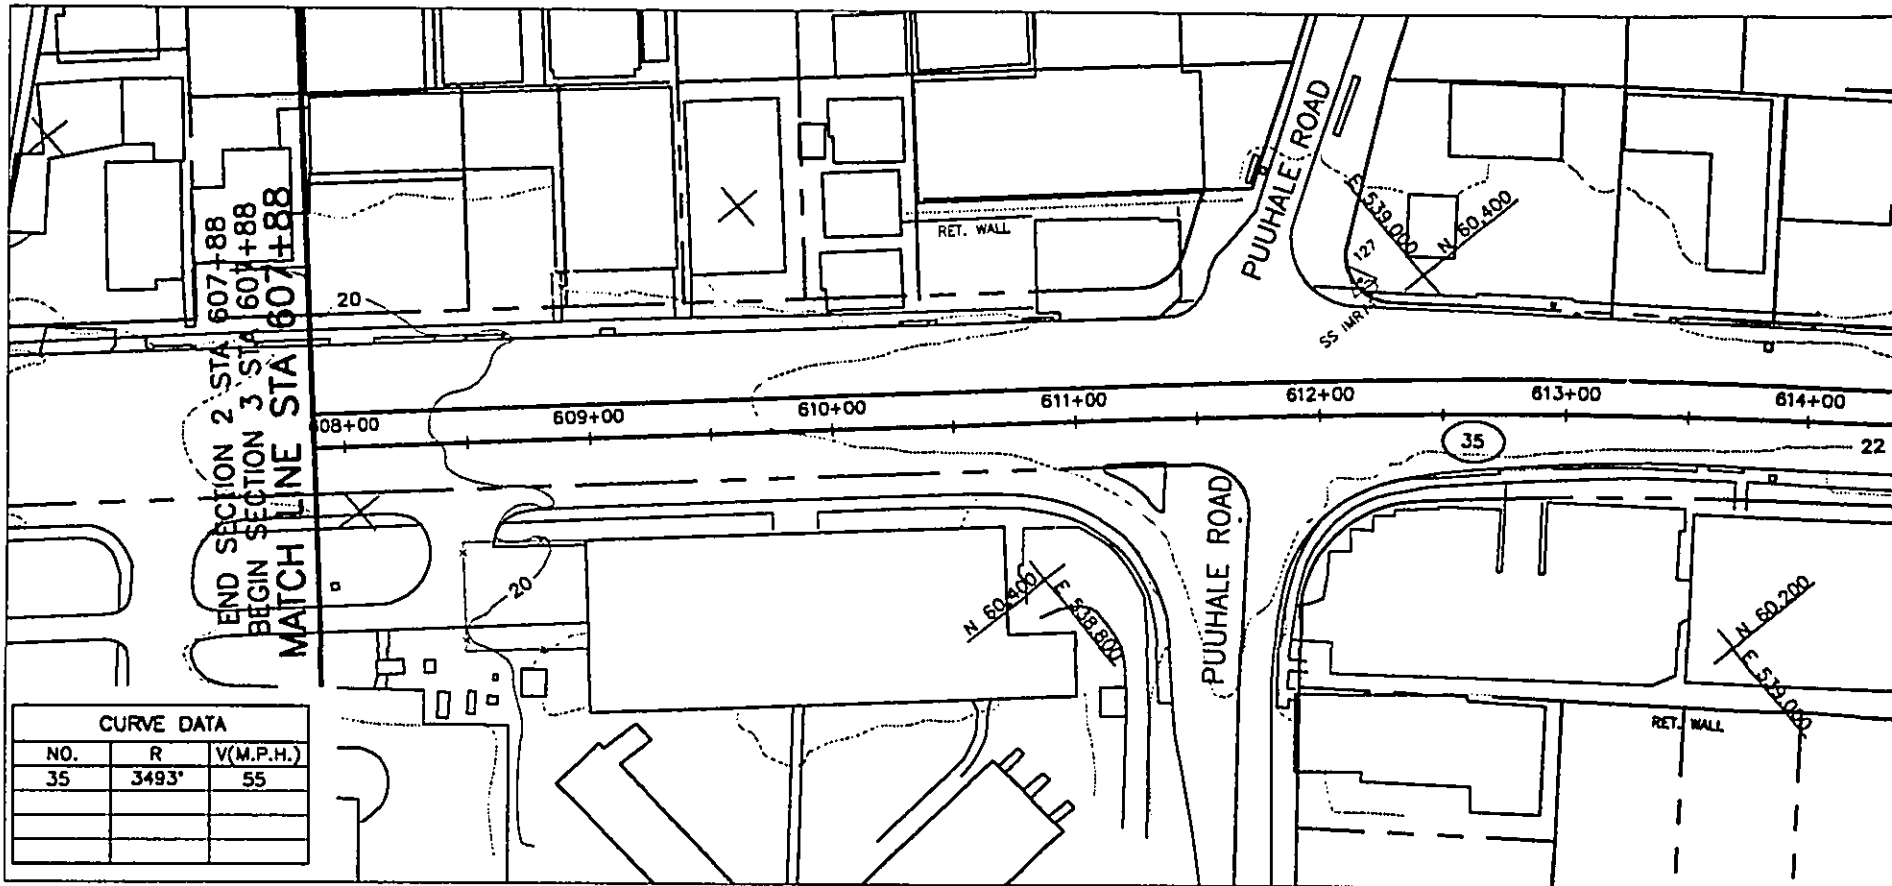 PUUHALE ROAD
E 539,000
N 60,400
127
RET. WALL
END SECTION 2 STA 607+88
BEGIN SECTION 3 STA 607+88
MATCH LINE STA 607+88
20
SS IMR
608+00
609+00
610+00
611+00
612+00
613+00
614+00
35
22
PUUHALE ROAD
20
N 60,400
E 538,800
N 60,200
E 539,000
RET. WALL
CURVE DATA
NO. R V(M.P.H.)
35 3493' 55